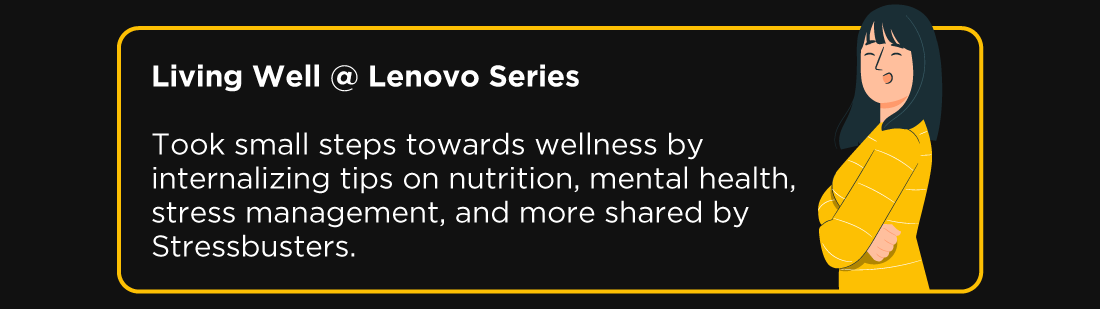 Living Well @ Lenovo Series
Took small steps towards wellness by
internalizing tips on nutrition, mental health,
stress management, and more shared by
Stressbusters.